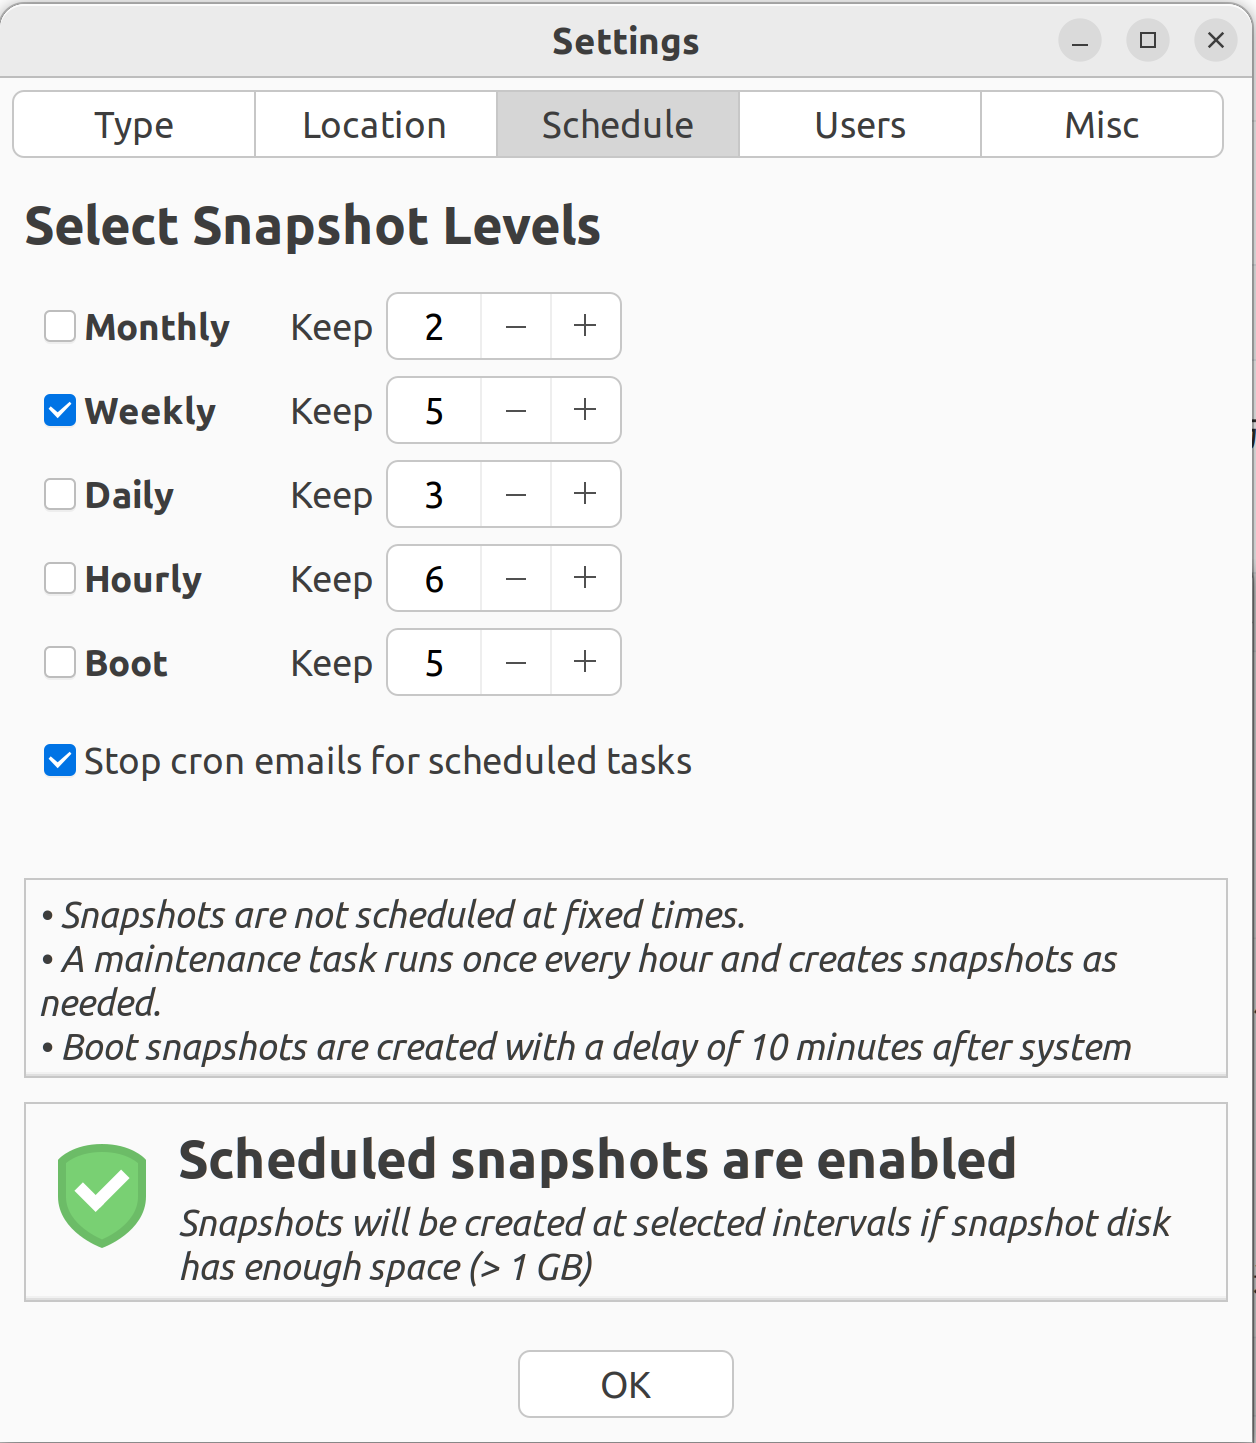 Settings
Type Location Schedule Users Misc
Select Snapshot Levels
Monthly Keep 2 − +
Weekly Keep 5 − +
Daily Keep 3 − +
Hourly Keep 6 − +
Boot Keep 5 − +
Stop cron emails for scheduled tasks
• Snapshots are not scheduled at fixed times.
• A maintenance task runs once every hour and creates snapshots as
needed.
• Boot snapshots are created with a delay of 10 minutes after system
Scheduled snapshots are enabled
Snapshots will be created at selected intervals if snapshot disk
has enough space (> 1 GB)
OK